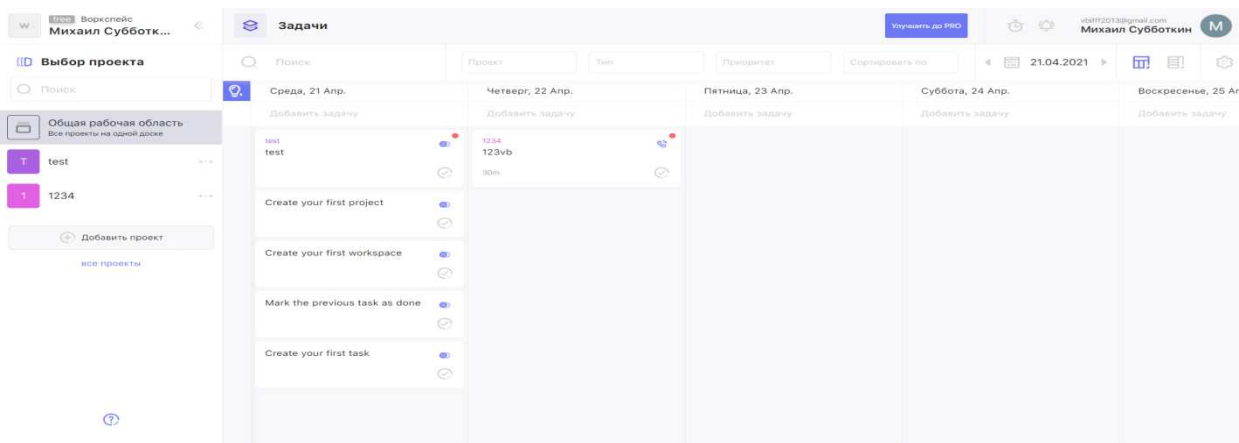 W
free Воркспейс
Михаил Субботк...
Задачи
Улучшить до PRO
vbifff2013@gmail.com
Михаил Субботкин
M
Выбор проекта
Поиск
Общая рабочая область
Все проекты на одной доске
T test
1 1234
Добавить проект
все проекты
Поиск
Проект
Тип
Приоритет
Сортировать по
21.04.2021
Среда, 21 Апр.
Четверг, 22 Апр.
Пятница, 23 Апр.
Суббота, 24 Апр.
Воскресенье, 25 Ап
Добавить задачу
Добавить задачу
Добавить задачу
Добавить задачу
Добавить задачу
test
test
Create your first project
Create your first workspace
Mark the previous task as done
Create your first task
1234
123vb
30m